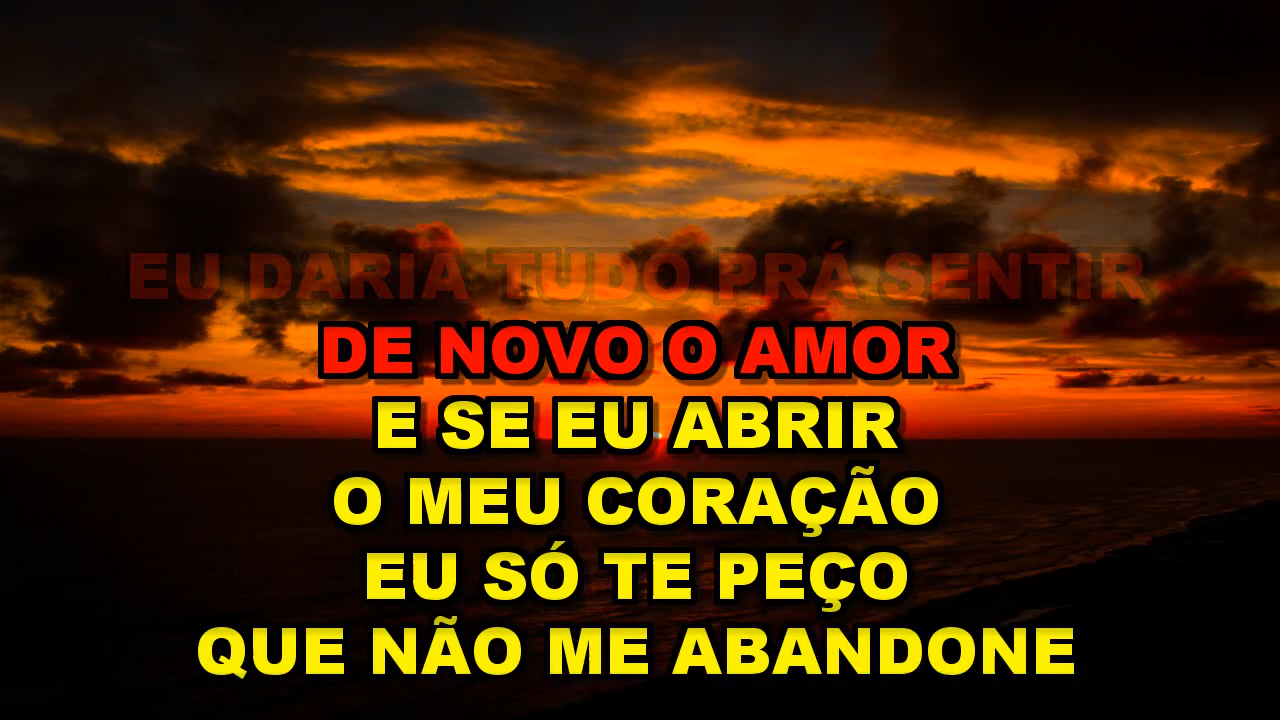 EU DARIA TUDO PRÁ SENTIR
DE NOVO O AMOR
E SE EU ABRIR
O MEU CORAÇÃO
EU SÓ TE PEÇO
QUE NÃO ME ABANDONE